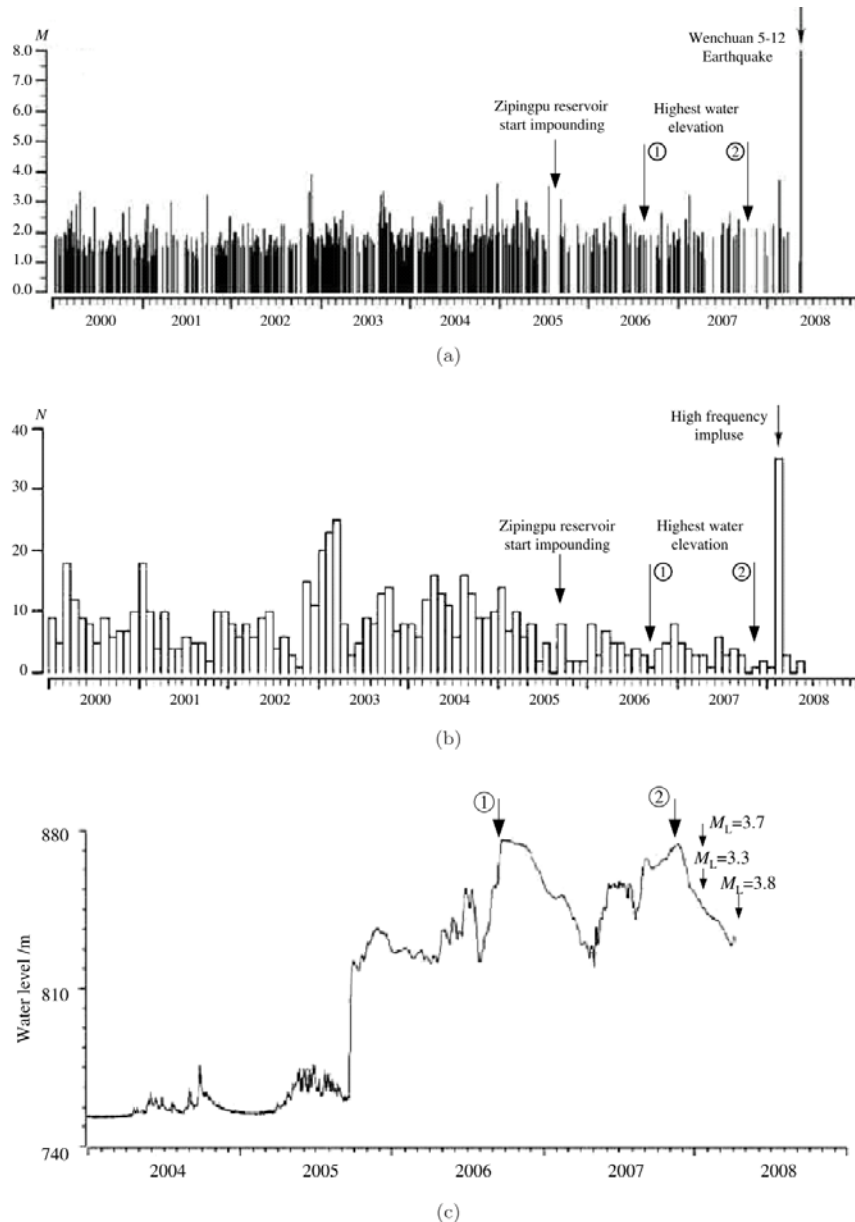 M
Wenchuan 5-12
Earthquake
8.0
7.0
Zipingpu reservoir
start impounding
Highest water
elevation
6.0
5.0
① ②
4.0
3.0
2.0
1.0
0.0
2000 2001 2002 2003 2004 2005 2006 2007 2008
(a)
N
High frequency
impluse
40
30
Zipingpu reservoir
start impounding
Highest water
elevation
20
① ②
10
0
2000 2001 2002 2003 2004 2005 2006 2007 2008
(b)
① ②
880
M_L=3.7
M_L=3.3
M_L=3.8
Water level /m
810
740
2004 2005 2006 2007 2008
(c)